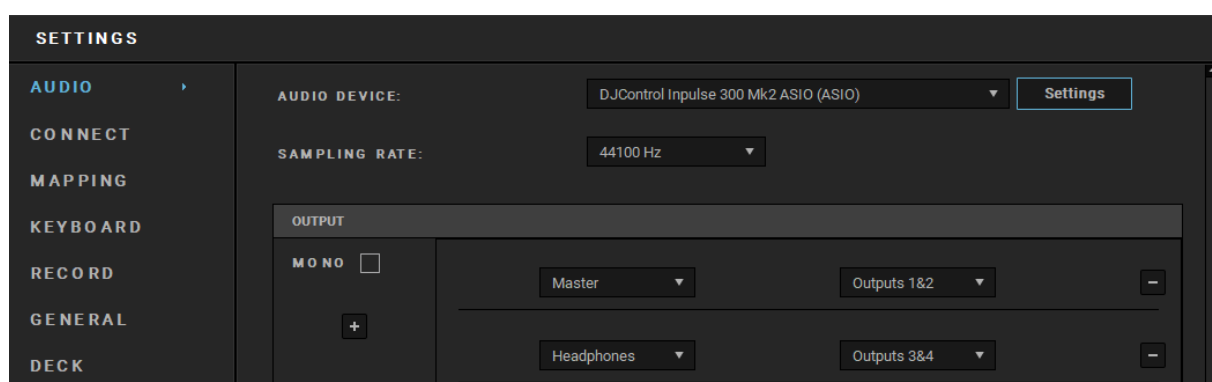 SETTINGS
AUDIO
CONNECT
MAPPING
KEYBOARD
RECORD
GENERAL
DECK
AUDIO DEVICE: DJControl Inpulse 300 Mk2 ASIO (ASIO) Settings
SAMPLING RATE: 44100 Hz
OUTPUT
MONO
+
Master Outputs 1&2 −
Headphones Outputs 3&4 −